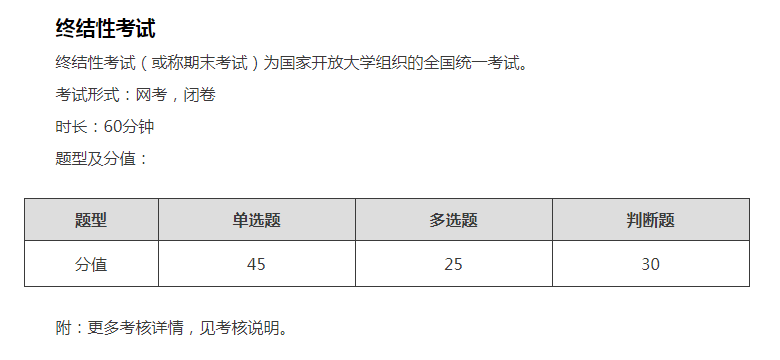 终结性考试
终结性考试（或称期末考试）为国家开放大学组织的全国统一考试。
考试形式：网考，闭卷
时长：60分钟
题型及分值：
题型 单选题 多选题 判断题
分值 45 25 30
附：更多考核详情，见考核说明。